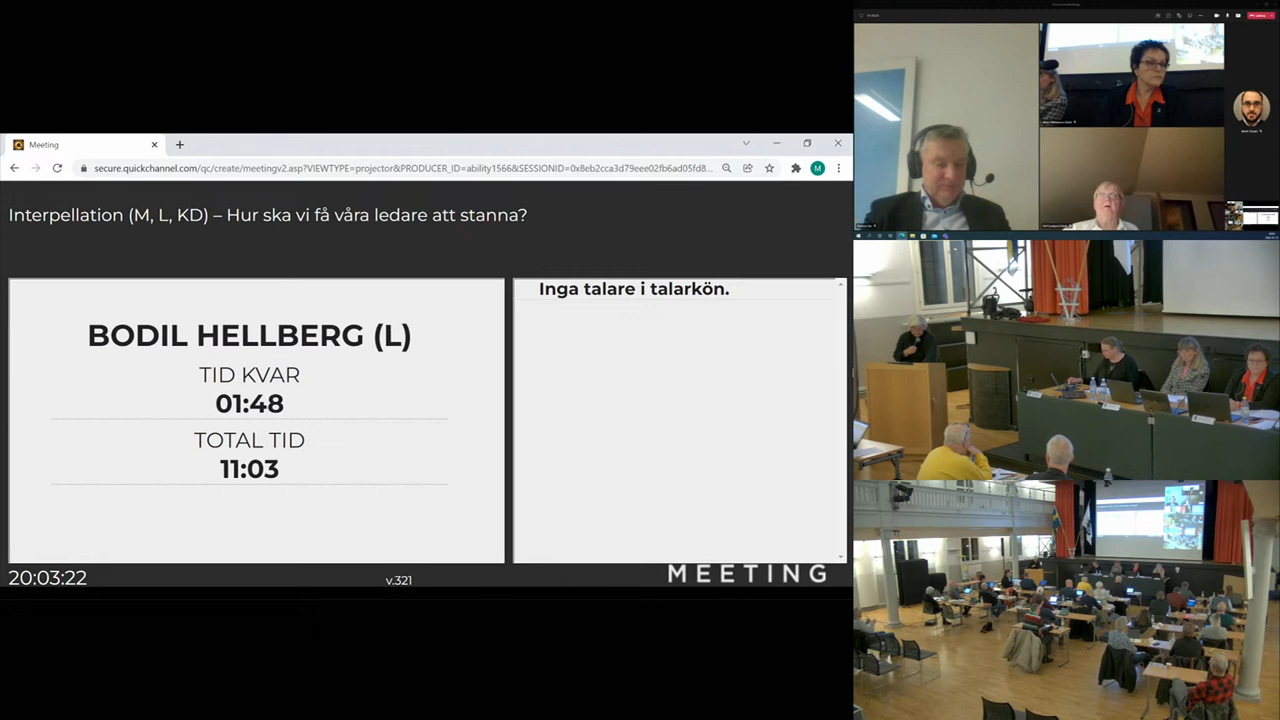 Meeting
secure.quickchannel.com/qc/create/meetingv2.asp?VIEWTYPE=projector&PRODUCER_ID=ability1566&SESSIONID=0x8eb2cca3d79eee02fb6ad05fd8...
M
Interpellation (M, L, KD) – Hur ska vi få våra ledare att stanna?
BODIL HELLBERG (L)
TID KVAR
01:48
TOTAL TID
11:03
Inga talare i talarkön.
20:03:22
v.321
MEETING